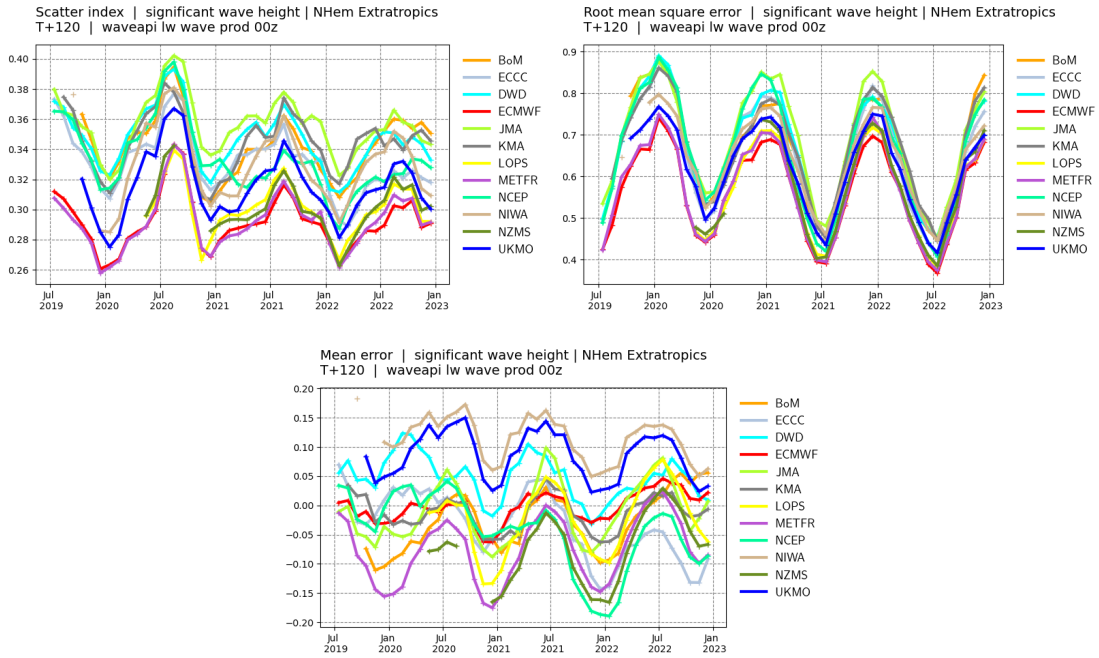 Scatter index | significant wave height | NHem Extratropics
T+120 | waveapi lw wave prod 00z
0.40
0.38
0.36
0.34
0.32
0.30
0.28
0.26
Jul 2019
Jan 2020
Jul 2020
Jan 2021
Jul 2021
Jan 2022
Jul 2022
Jan 2023
BoM
ECCC
DWD
ECMWF
JMA
KMA
LOPS
METFR
NCEP
NIWA
NZMS
UKMO
Root mean square error | significant wave height | NHem Extratropics
T+120 | waveapi lw wave prod 00z
0.9
0.8
0.7
0.6
0.5
0.4
Jul 2019
Jan 2020
Jul 2020
Jan 2021
Jul 2021
Jan 2022
Jul 2022
Jan 2023
BoM
ECCC
DWD
ECMWF
JMA
KMA
LOPS
METFR
NCEP
NIWA
NZMS
UKMO
Mean error | significant wave height | NHem Extratropics
T+120 | waveapi lw wave prod 00z
0.20
0.15
0.10
0.05
0.00
−0.05
−0.10
−0.15
−0.20
Jul 2019
Jan 2020
Jul 2020
Jan 2021
Jul 2021
Jan 2022
Jul 2022
Jan 2023
BoM
ECCC
DWD
ECMWF
JMA
KMA
LOPS
METFR
NCEP
NIWA
NZMS
UKMO